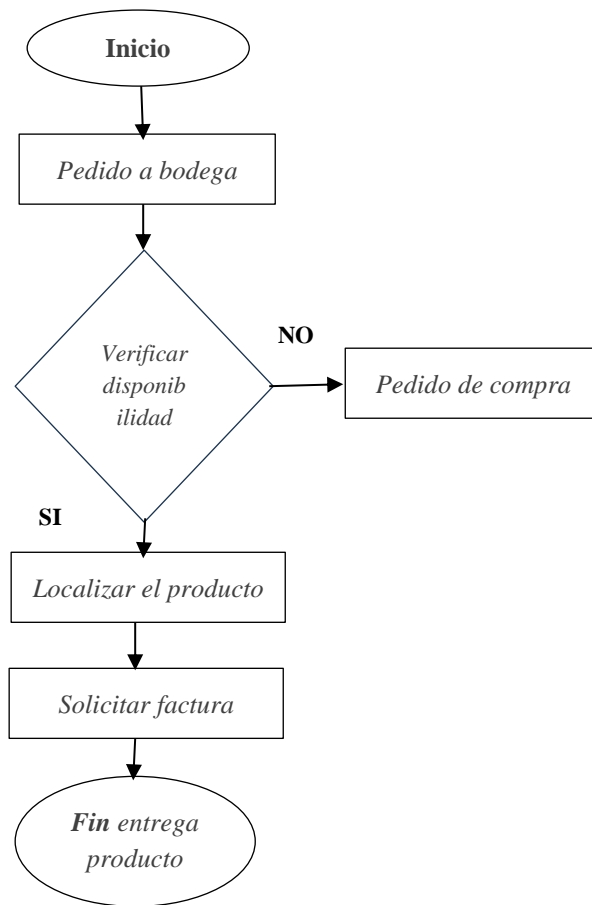 Inicio
Pedido a bodega
Verificar
disponib
ilidad
NO
Pedido de compra
SI
Localizar el producto
Solicitar factura
Fin entrega
producto